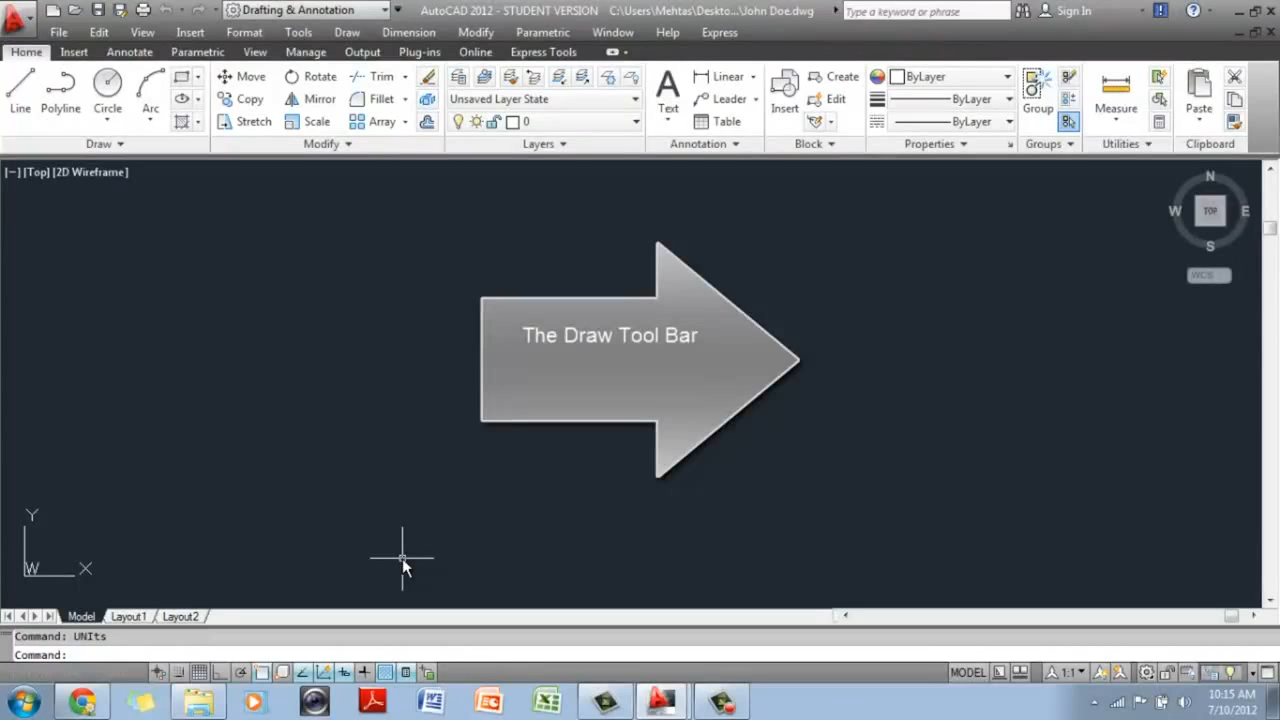 Drafting & Annotation
AutoCAD 2012 - STUDENT VERSION C:\Users\Mehtas\Deskto...\John Doe.dwg
Type a keyword or phrase
Sign In
File Edit View Insert Format Tools Draw Dimension Modify Parametric Window Help Express
Home Insert Annotate Parametric View Manage Output Plug-ins Online Express Tools
Line Polyline Circle Arc
Move Rotate Trim
Copy Mirror Fillet
Stretch Scale Array
Unsaved Layer State
0
Text
Linear
Leader
Table
Insert
Create
Edit
ByLayer
ByLayer
ByLayer
Group
Measure
Paste
Draw Modify Layers Annotation Block Properties Groups Utilities Clipboard
[−] [Top] [2D Wireframe]
N
W TOP E
S
WCS
The Draw Tool Bar
Y
W X
Model Layout1 Layout2
Command: UNIts
Command:
MODEL
1:1
10:15 AM
7/10/2012